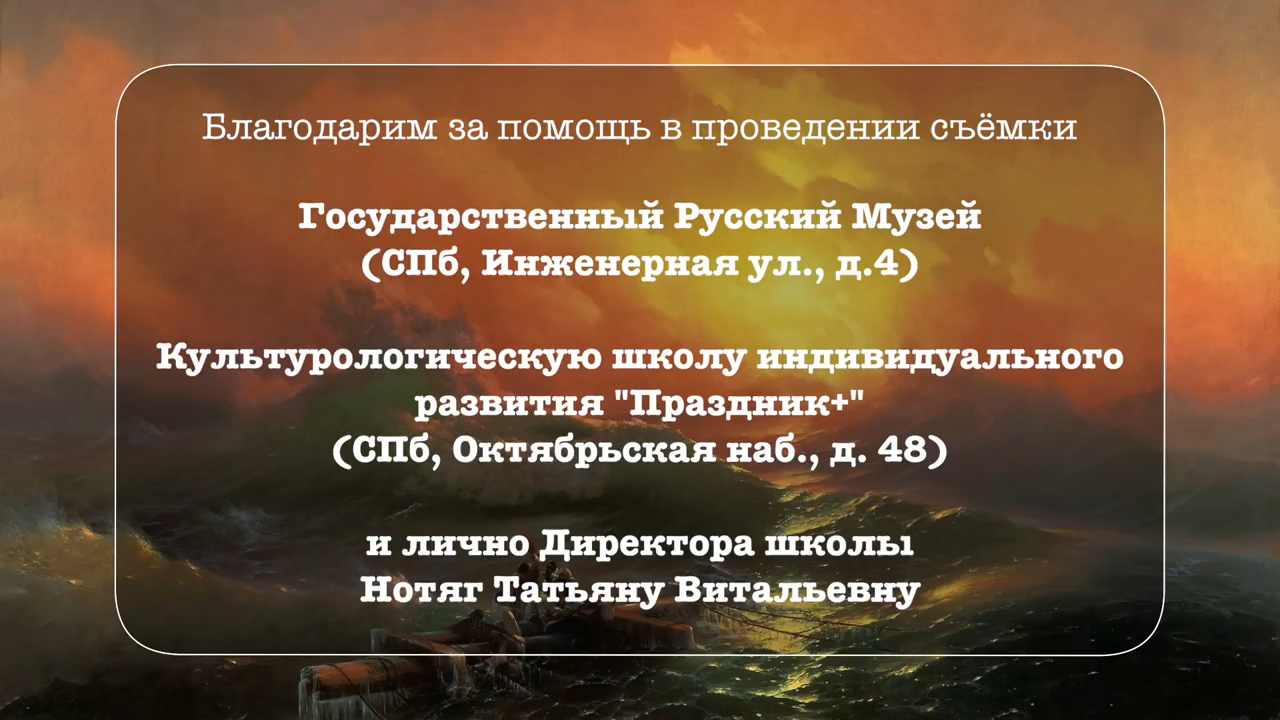 Благодарим за помощь в проведении съёмки
Государственный Русский Музей
(СПб, Инженерная ул., д.4)
Культурологическую школу индивидуального
развития "Праздник+"
(СПб, Октябрьская наб., д. 48)
и лично Директора школы
Нотяг Татьяну Витальевну